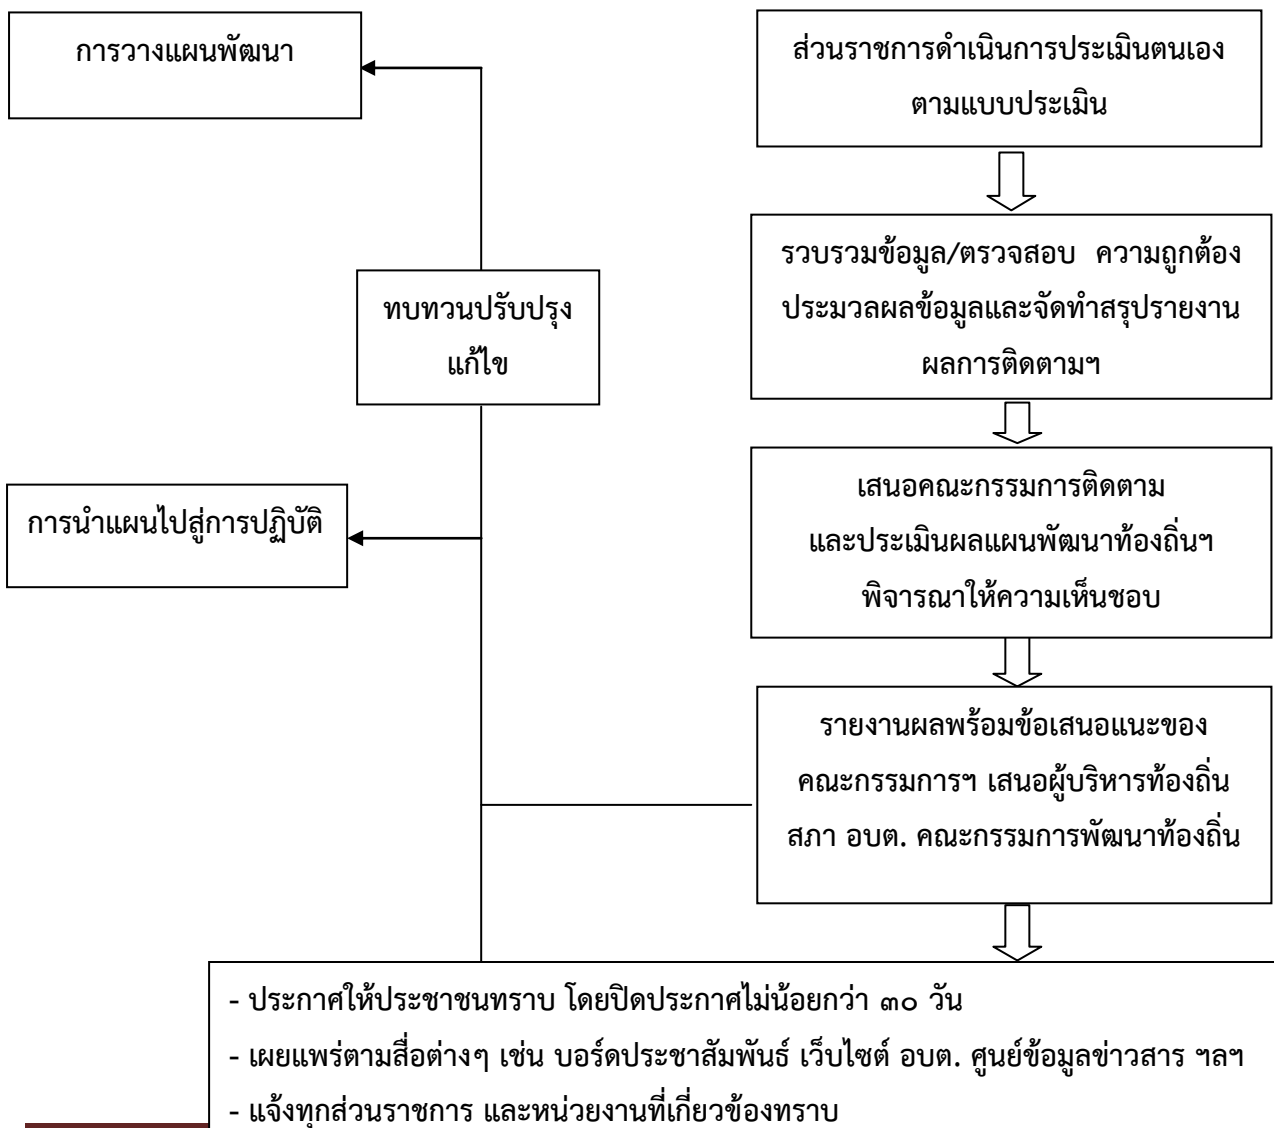 การวางแผนพัฒนา
ส่วนราชการดำเนินการประเมินตนเอง
ตามแบบประเมิน
รวบรวมข้อมูล/ตรวจสอบ ความถูกต้อง
ประมวลผลข้อมูลและจัดทำสรุปรายงาน
ผลการติดตามฯ
ทบทวนปรับปรุง
แก้ไข
การนำแผนไปสู่การปฏิบัติ
เสนอคณะกรรมการติดตาม
และประเมินผลแผนพัฒนาท้องถิ่นฯ
พิจารณาให้ความเห็นชอบ
รายงานผลพร้อมข้อเสนอแนะของ
คณะกรรมการฯ เสนอผู้บริหารท้องถิ่น
สภา อบต. คณะกรรมการพัฒนาท้องถิ่น
- ประกาศให้ประชาชนทราบ โดยปิดประกาศไม่น้อยกว่า ๓๐ วัน
- เผยแพร่ตามสื่อต่างๆ เช่น บอร์ดประชาสัมพันธ์ เว็บไซต์ อบต. ศูนย์ข้อมูลข่าวสาร ฯลฯ
- แจ้งทุกส่วนราชการ และหน่วยงานที่เกี่ยวข้องทราบ